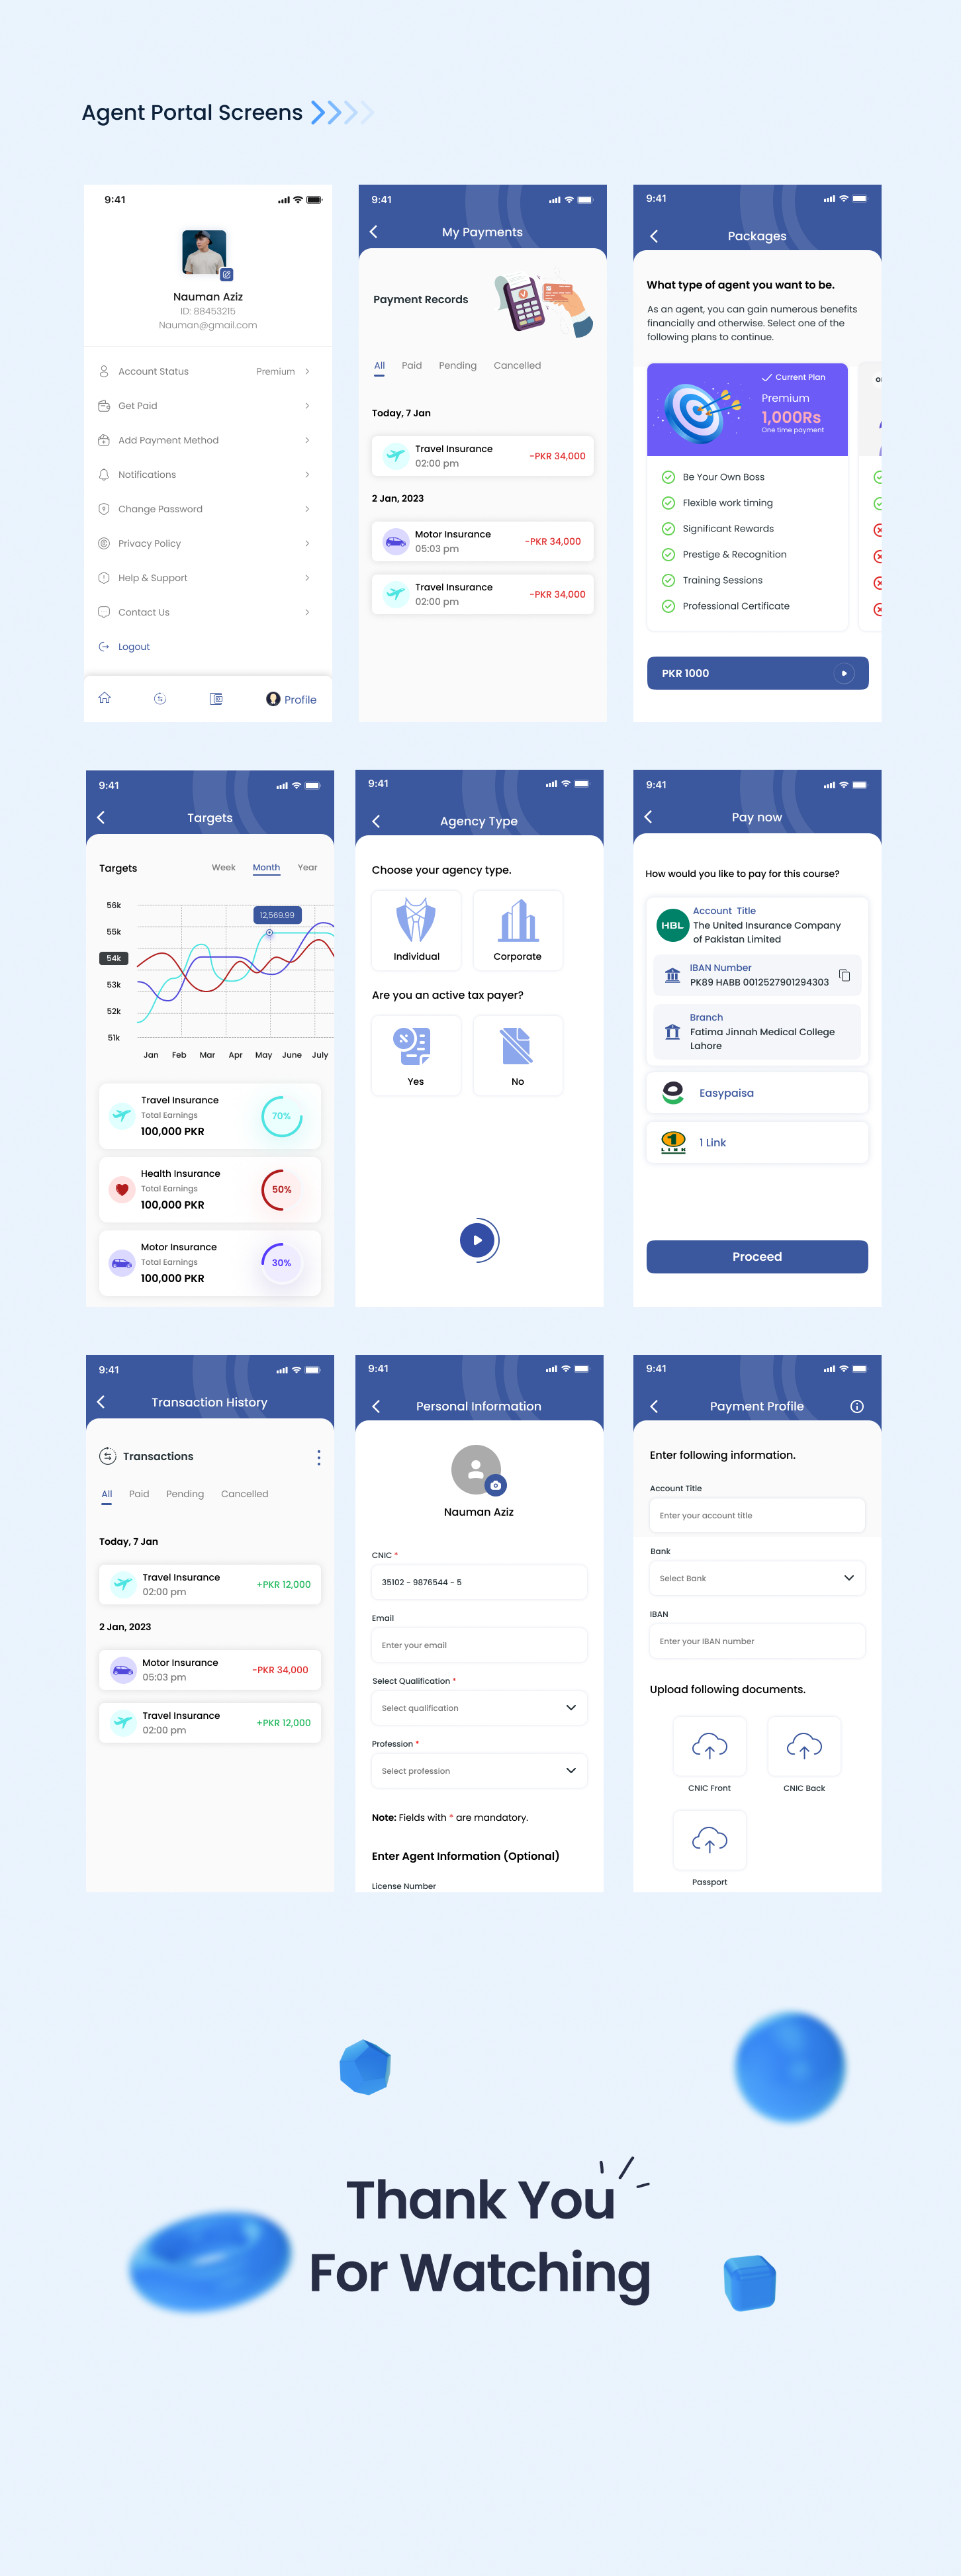 Agent Portal Screens
9:41
Nauman Aziz
ID: 88453215
Nauman@gmail.com
Account Status Premium
Get Paid
Add Payment Method
Notifications
Change Password
Privacy Policy
Help & Support
Contact Us
Logout
Profile
9:41
My Payments
Payment Records
All Paid Pending Cancelled
Today, 7 Jan
Travel Insurance
02:00 pm
-PKR 34,000
2 Jan, 2023
Motor Insurance
05:03 pm
-PKR 34,000
Travel Insurance
02:00 pm
-PKR 34,000
9:41
Packages
What type of agent you want to be.
As an agent, you can gain numerous benefits
financially and otherwise. Select one of the
following plans to continue.
Current Plan
Premium
1,000Rs
One time payment
Be Your Own Boss
Flexible work timing
Significant Rewards
Prestige & Recognition
Training Sessions
Professional Certificate
PKR 1000
9:41
Targets
Targets Week Month Year
12,569.99
56k
55k
54k
53k
52k
51k
Jan Feb Mar Apr May June July
Travel Insurance
Total Earnings
100,000 PKR
70%
Health Insurance
Total Earnings
100,000 PKR
50%
Motor Insurance
Total Earnings
100,000 PKR
30%
9:41
Agency Type
Choose your agency type.
Individual Corporate
Are you an active tax payer?
Yes No
9:41
Pay now
How would you like to pay for this course?
HBL
Account Title
The United Insurance Company
of Pakistan Limited
IBAN Number
PK89 HABB 0012527901294303
Branch
Fatima Jinnah Medical College
Lahore
Easypaisa
1
LINK
1 Link
Proceed
9:41
Transaction History
Transactions
All Paid Pending Cancelled
Today, 7 Jan
Travel Insurance
02:00 pm
+PKR 12,000
2 Jan, 2023
Motor Insurance
05:03 pm
-PKR 34,000
Travel Insurance
02:00 pm
+PKR 12,000
9:41
Personal Information
Nauman Aziz
CNIC *
35102 - 9876544 - 5
Email
Enter your email
Select Qualification *
Select qualification
Profession *
Select profession
Note: Fields with * are mandatory.
Enter Agent Information (Optional)
License Number
9:41
Payment Profile
Enter following information.
Account Title
Enter your account title
Bank
Select Bank
IBAN
Enter your IBAN number
Upload following documents.
CNIC Front CNIC Back
Passport
Thank You
For Watching